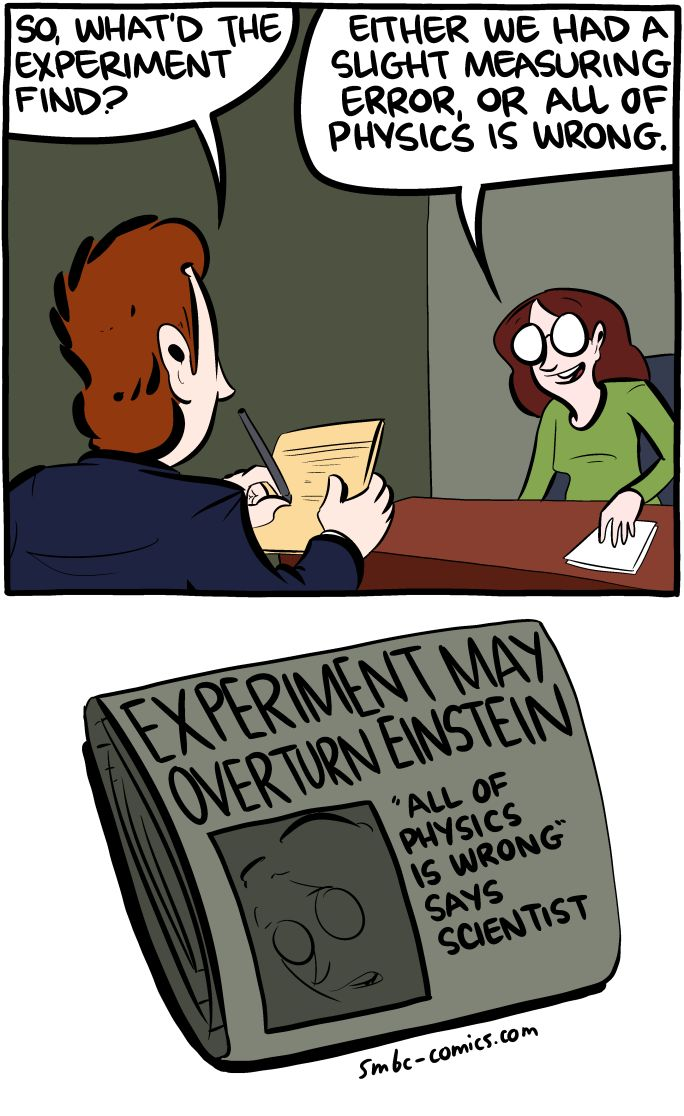 SO, WHAT'D THE
EXPERIMENT
FIND?
EITHER WE HAD A
SLIGHT MEASURING
ERROR, OR ALL OF
PHYSICS IS WRONG.
EXPERIMENT MAY
OVERTURN EINSTEIN
"ALL OF
PHYSICS
IS WRONG"
SAYS
SCIENTIST
smbc-comics.com